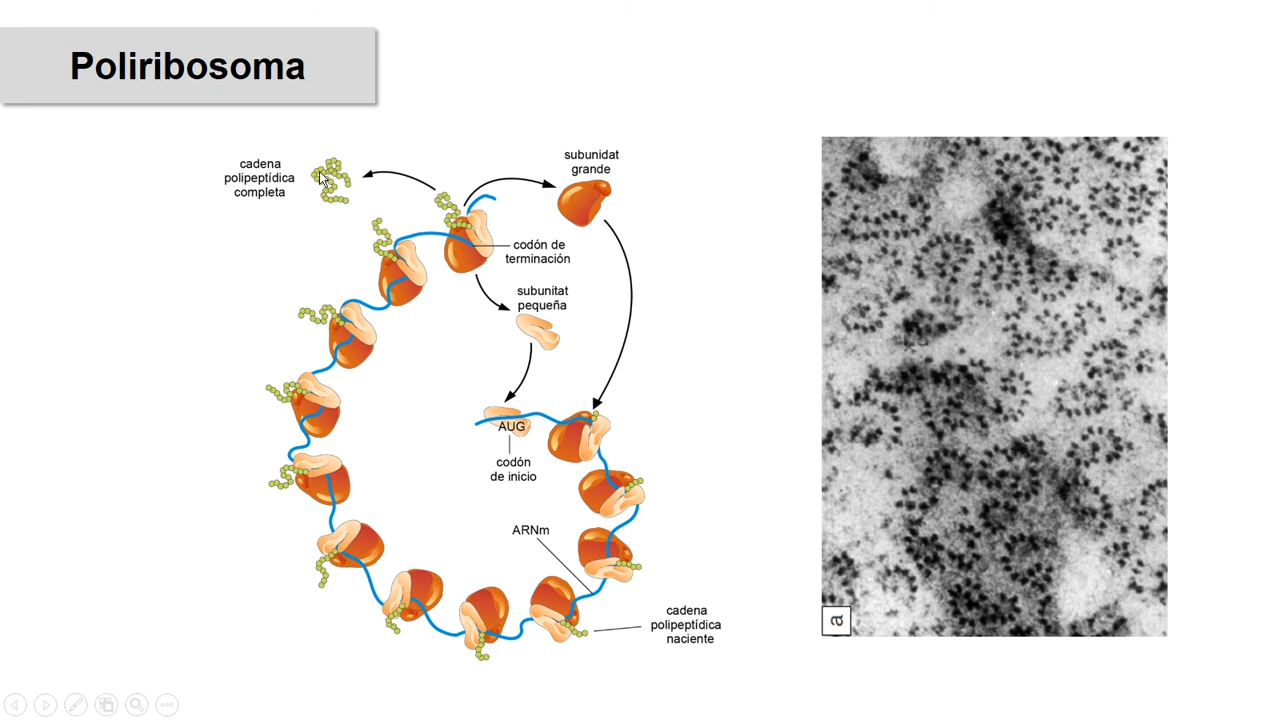 Poliribosoma
cadena
polipeptídica
completa
subunidat
grande
codón de
terminación
subunitat
pequeña
AUG
codón
de inicio
ARNm
cadena
polipeptídica
naciente
a